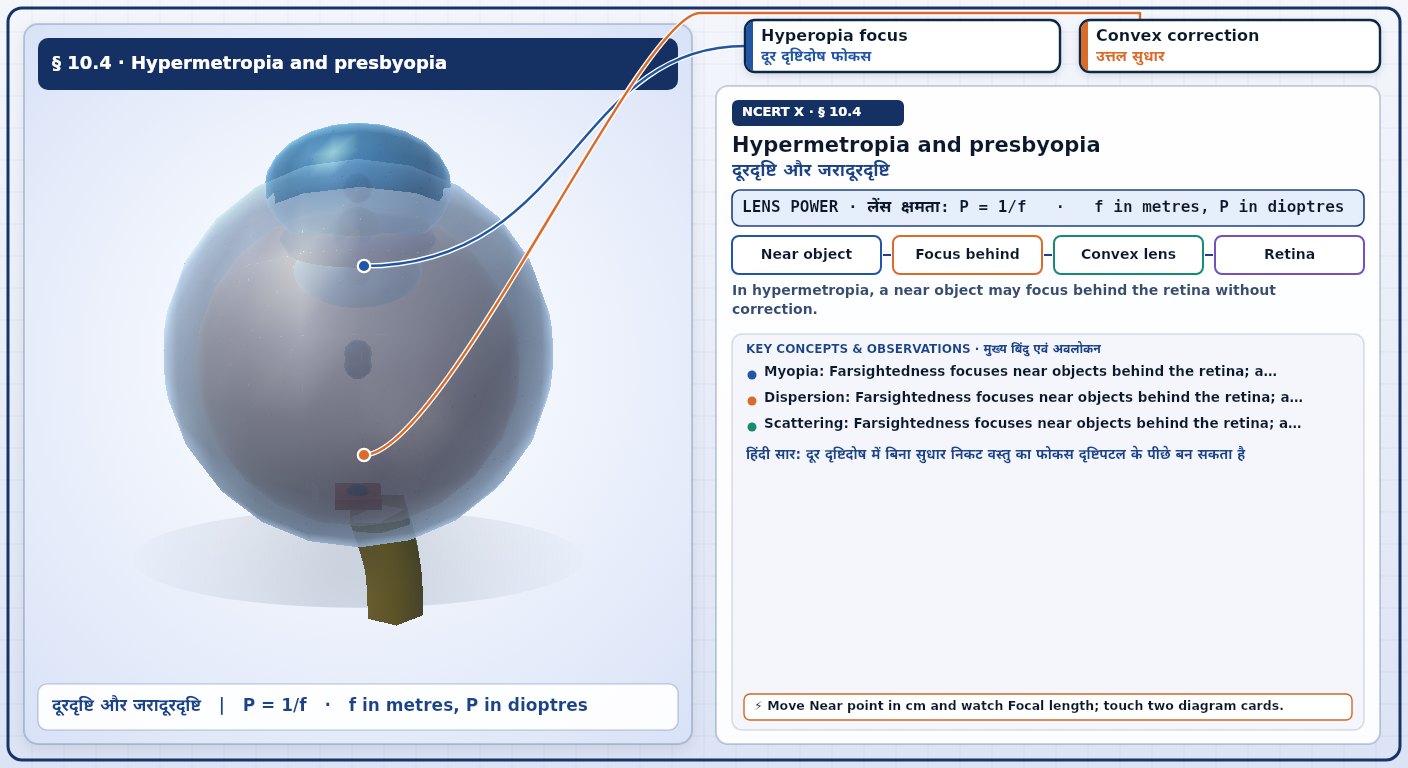 § 10.4 · Hypermetropia and presbyopia
Hyperopia focus
दूर दृष्टिदोष फोकस
Convex correction
उत्तल सुधार
NCERT X · § 10.4
Hypermetropia and presbyopia
दूरदृष्टि और जरादूरदृष्टि
LENS POWER · लेंस क्षमता: P = 1/f · f in metres, P in dioptres
Near object
Focus behind
Convex lens
Retina
In hypermetropia, a near object may focus behind the retina without
correction.
KEY CONCEPTS & OBSERVATIONS · मुख्य बिंदु एवं अवलोकन
Myopia: Farsightedness focuses near objects behind the retina; a…
Dispersion: Farsightedness focuses near objects behind the retina; a…
Scattering: Farsightedness focuses near objects behind the retina; a…
हिंदी सार: दूर दृष्टिदोष में बिना सुधार निकट वस्तु का फोकस दृष्टिपटल के पीछे बन सकता है
⚡ Move Near point in cm and watch Focal length; touch two diagram cards.
दूरदृष्टि और जरादूरदृष्टि | P = 1/f · f in metres, P in dioptres